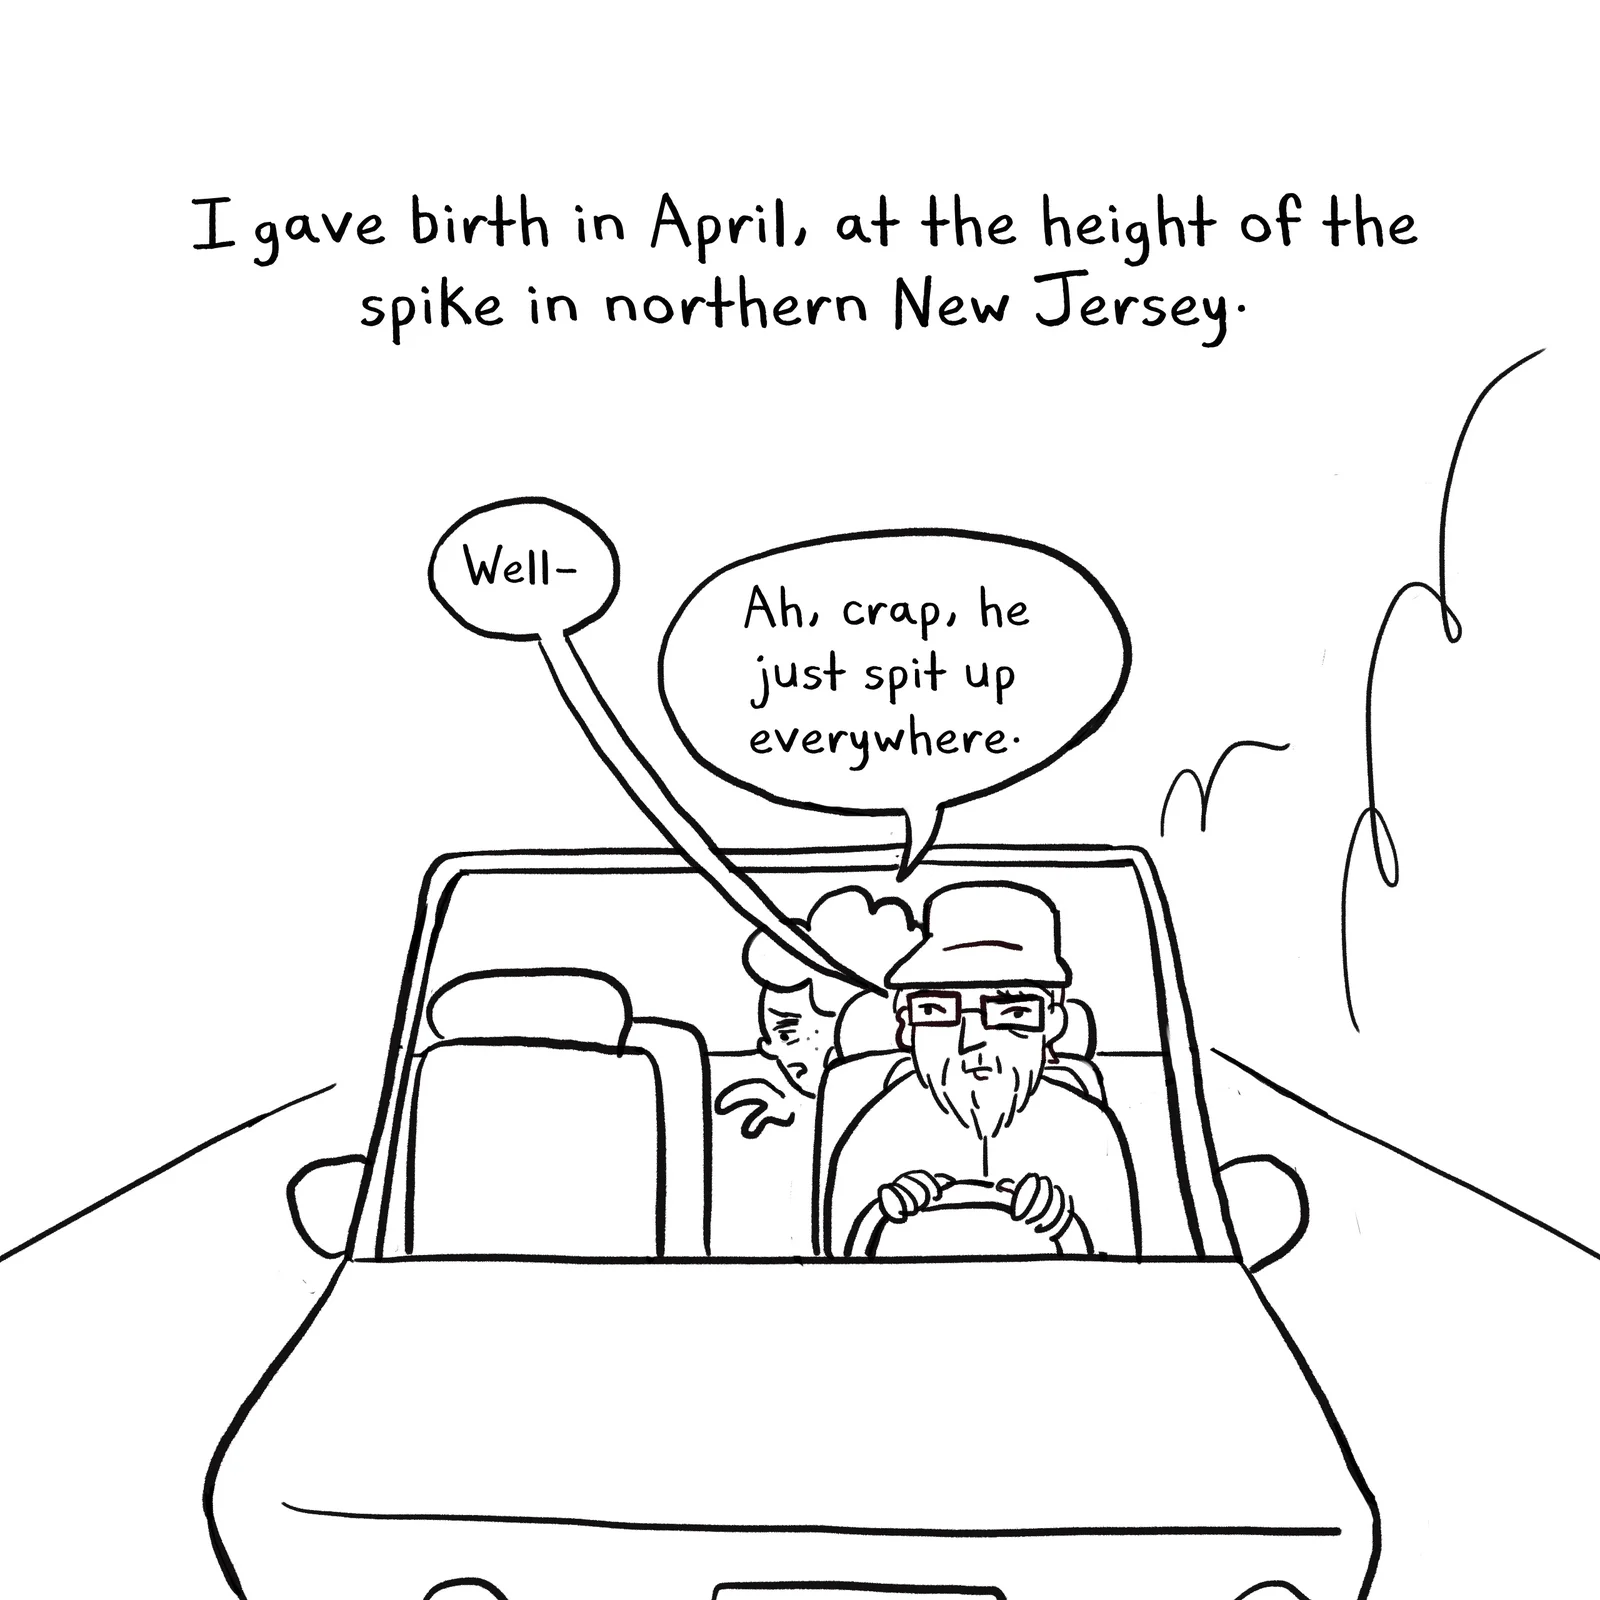 I gave birth in April, at the height of the
spike in northern New Jersey.
Well-
Ah, crap, he
just spit up
everywhere.